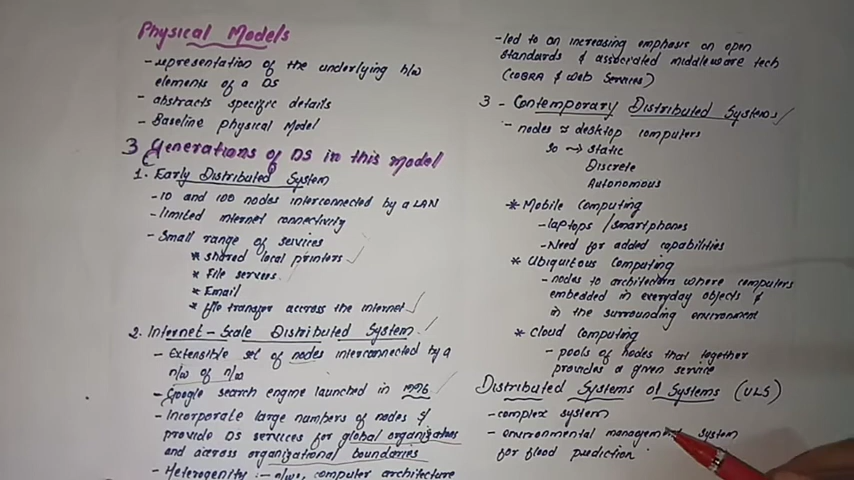 Physical Models
- representation of the underlying h/w
elements of a DS
- abstracts specific details
- Baseline physical Model
3 Generations of DS in this model
1. Early Distributed System
- 10 and 100 nodes interconnected by a LAN
- limited internet connectivity
- Small range of services
* shared local printers
* File servers
* Email
* file transfer accross the internet
2. Internet - Scale Distributed System
- Extensible set of nodes interconnected by a
n/w of n/w
- Google search engine launched in 1996
- Incorporate large numbers of nodes &
provide DS services for global organizations
and across organizational boundaries
- Heterogenity :- n/w, computer architecture
- led to an increasing emphasis on open
standards & associated middleware tech
(COBRA & Web Services)
3 - Contemporary Distributed Systems
- nodes ≈ desktop computers
so → static
Discrete
Autonomous
* Mobile Computing
- laptops / smartphones
- Need for added capabilities
* Ubiquitous Computing
- nodes to architecture where computers
embedded in everyday objects &
in the surrounding environment
* Cloud Computing
- pools of nodes that together
provides a given service
Distributed Systems of Systems (ULS)
- complex system
- environmental management system
for flood prediction